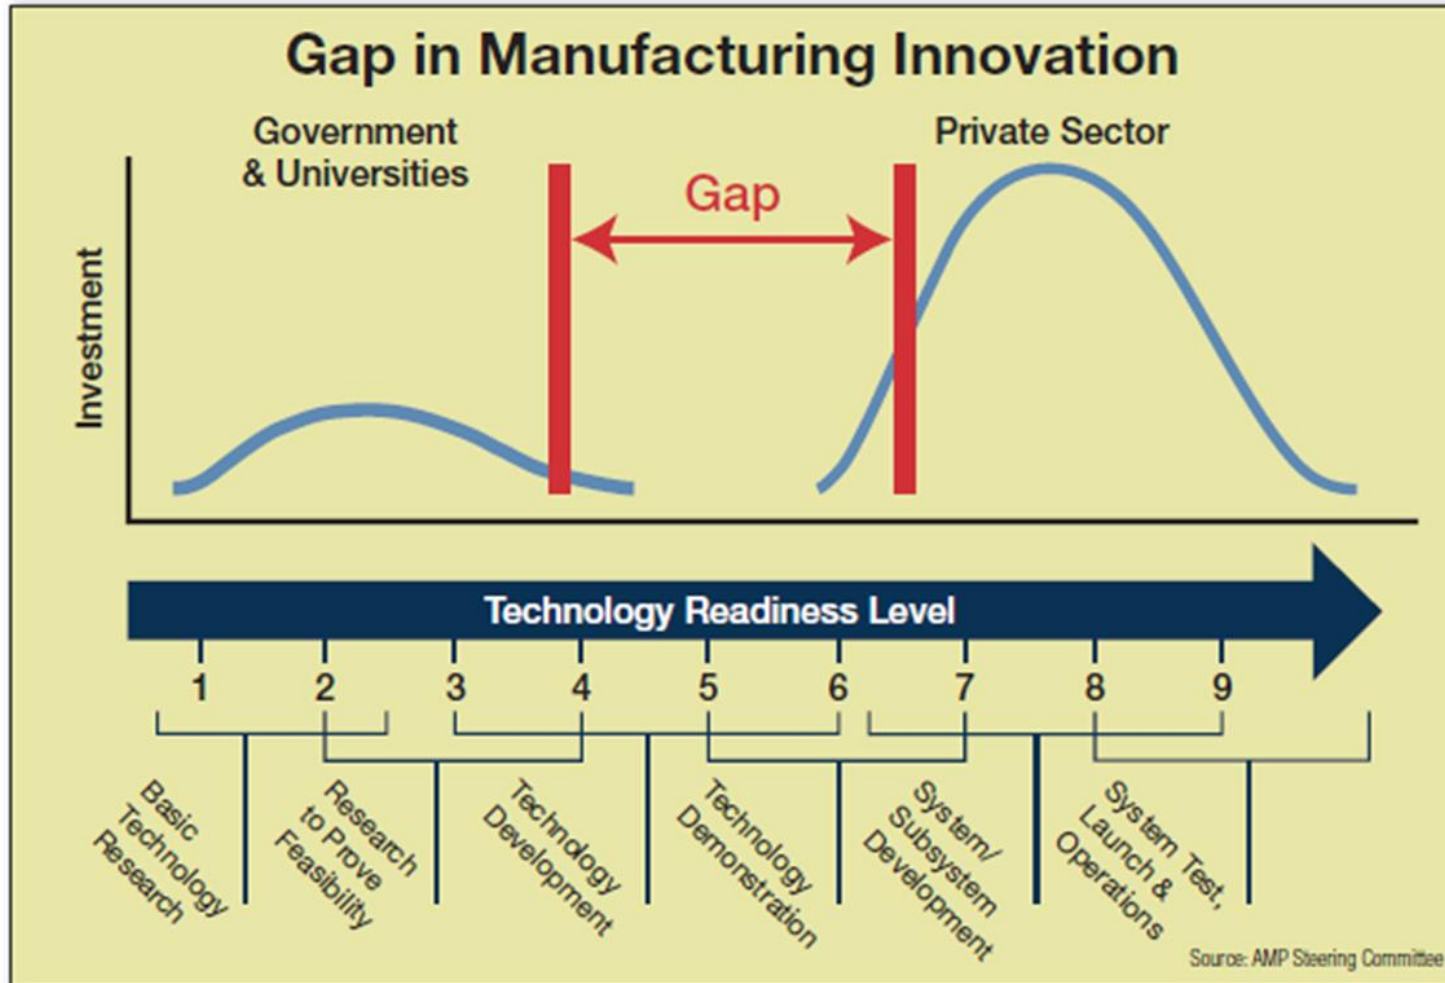 Gap in Manufacturing Innovation
Government
& Universities
Private Sector
Gap
Investment
Technology Readiness Level
1 2 3 4 5 6 7 8 9
Basic
Technology
Research
Research
to Prove
Feasibility
Technology
Development
Technology
Demonstration
System/
Subsystem
Development
System Test,
Launch &
Operations
Source: AMP Steering Committee